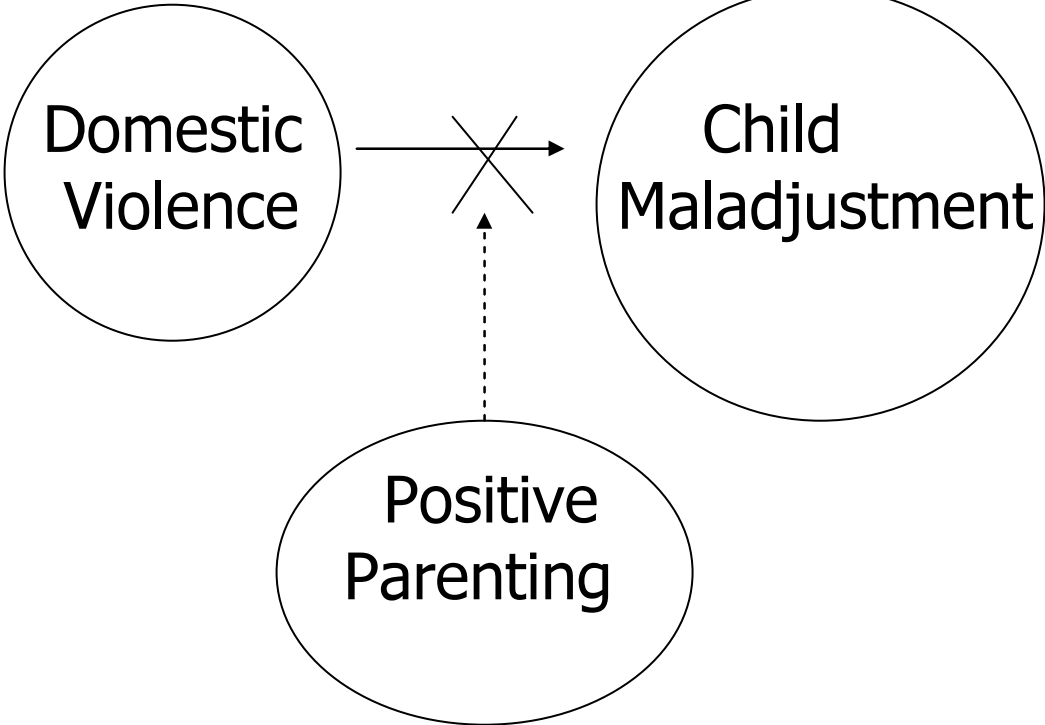 Domestic
Violence
Child
Maladjustment
Positive
Parenting